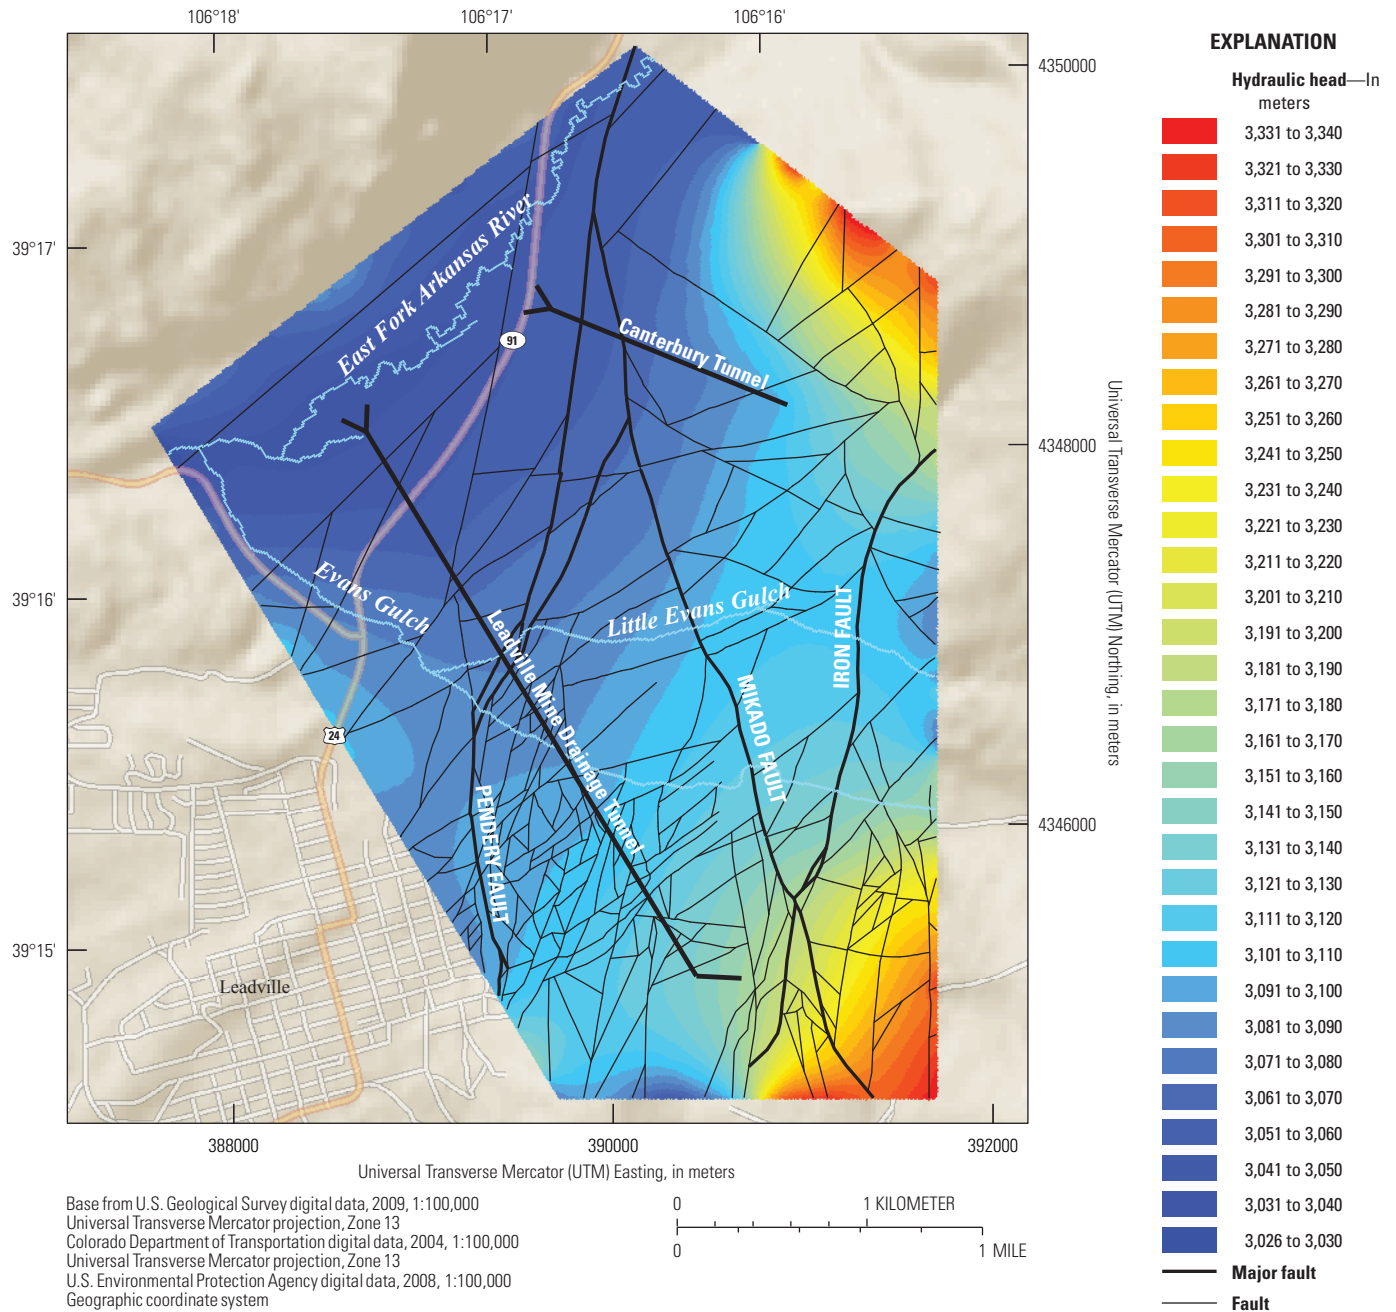 106°18'
106°17'
106°16'
39°17'
39°16'
39°15'
4350000
4348000
4346000
Universal Transverse Mercator (UTM) Northing, in meters
388000
390000
392000
Universal Transverse Mercator (UTM) Easting, in meters
East Fork Arkansas River
91
Canterbury Tunnel
Evans Gulch
Little Evans Gulch
Leadville Mine Drainage Tunnel
IRON FAULT
MIKADO FAULT
PENDERY FAULT
24
Leadville
Base from U.S. Geological Survey digital data, 2009, 1:100,000
Universal Transverse Mercator projection, Zone 13
Colorado Department of Transportation digital data, 2004, 1:100,000
Universal Transverse Mercator projection, Zone 13
U.S. Environmental Protection Agency digital data, 2008, 1:100,000
Geographic coordinate system
0 1 KILOMETER
0 1 MILE
EXPLANATION
Hydraulic head—In
meters
3,331 to 3,340
3,321 to 3,330
3,311 to 3,320
3,301 to 3,310
3,291 to 3,300
3,281 to 3,290
3,271 to 3,280
3,261 to 3,270
3,251 to 3,260
3,241 to 3,250
3,231 to 3,240
3,221 to 3,230
3,211 to 3,220
3,201 to 3,210
3,191 to 3,200
3,181 to 3,190
3,171 to 3,180
3,161 to 3,170
3,151 to 3,160
3,141 to 3,150
3,131 to 3,140
3,121 to 3,130
3,111 to 3,120
3,101 to 3,110
3,091 to 3,100
3,081 to 3,090
3,071 to 3,080
3,061 to 3,070
3,051 to 3,060
3,041 to 3,050
3,031 to 3,040
3,026 to 3,030
Major fault
Fault